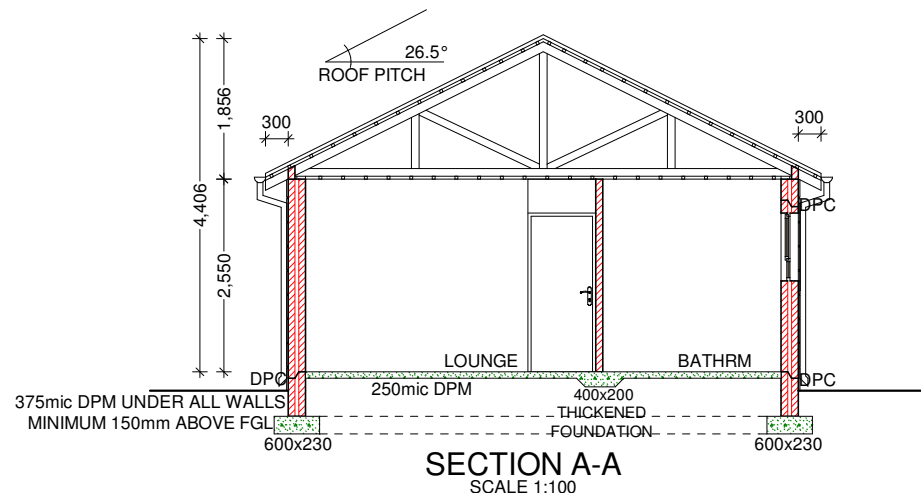 26.5°
ROOF PITCH
300
300
1,856
4,406
2,550
DPC
LOUNGE
BATHRM
DPC
250mic DPM
DPC
375mic DPM UNDER ALL WALLS
MINIMUM 150mm ABOVE FGL
400x200
THICKENED
FOUNDATION
600x230
600x230
SECTION A-A
SCALE 1:100